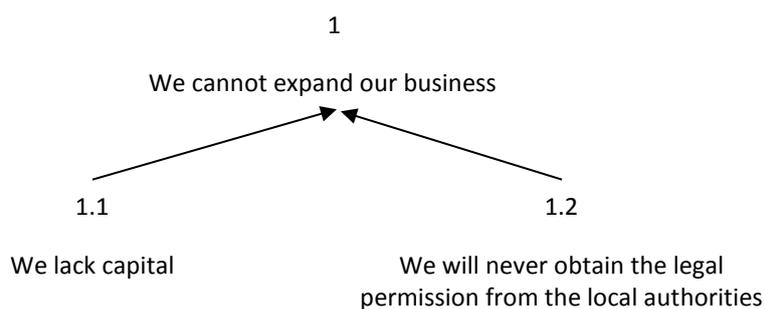 1
We cannot expand our business
1.1
1.2
We lack capital
We will never obtain the legal
permission from the local authorities